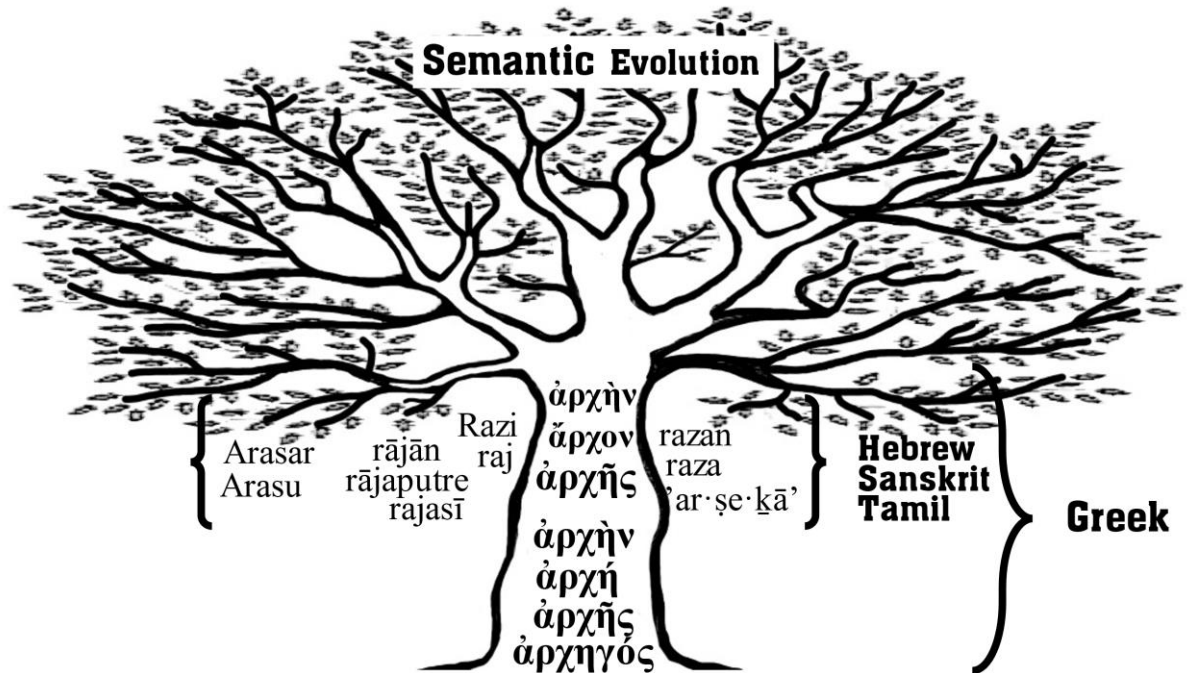 Semantic Evolution
Arasar
Arasu
rājān
rājaputre
rajasī
Razi
raj
ἀρχὴν
ἄρχον
ἀρχῆς
ἀρχὴν
ἀρχή
ἀρχῆς
ἀρχηγός
razan
raza
’ar·ṣe·ḵā’
Hebrew
Sanskrit
Tamil
Greek